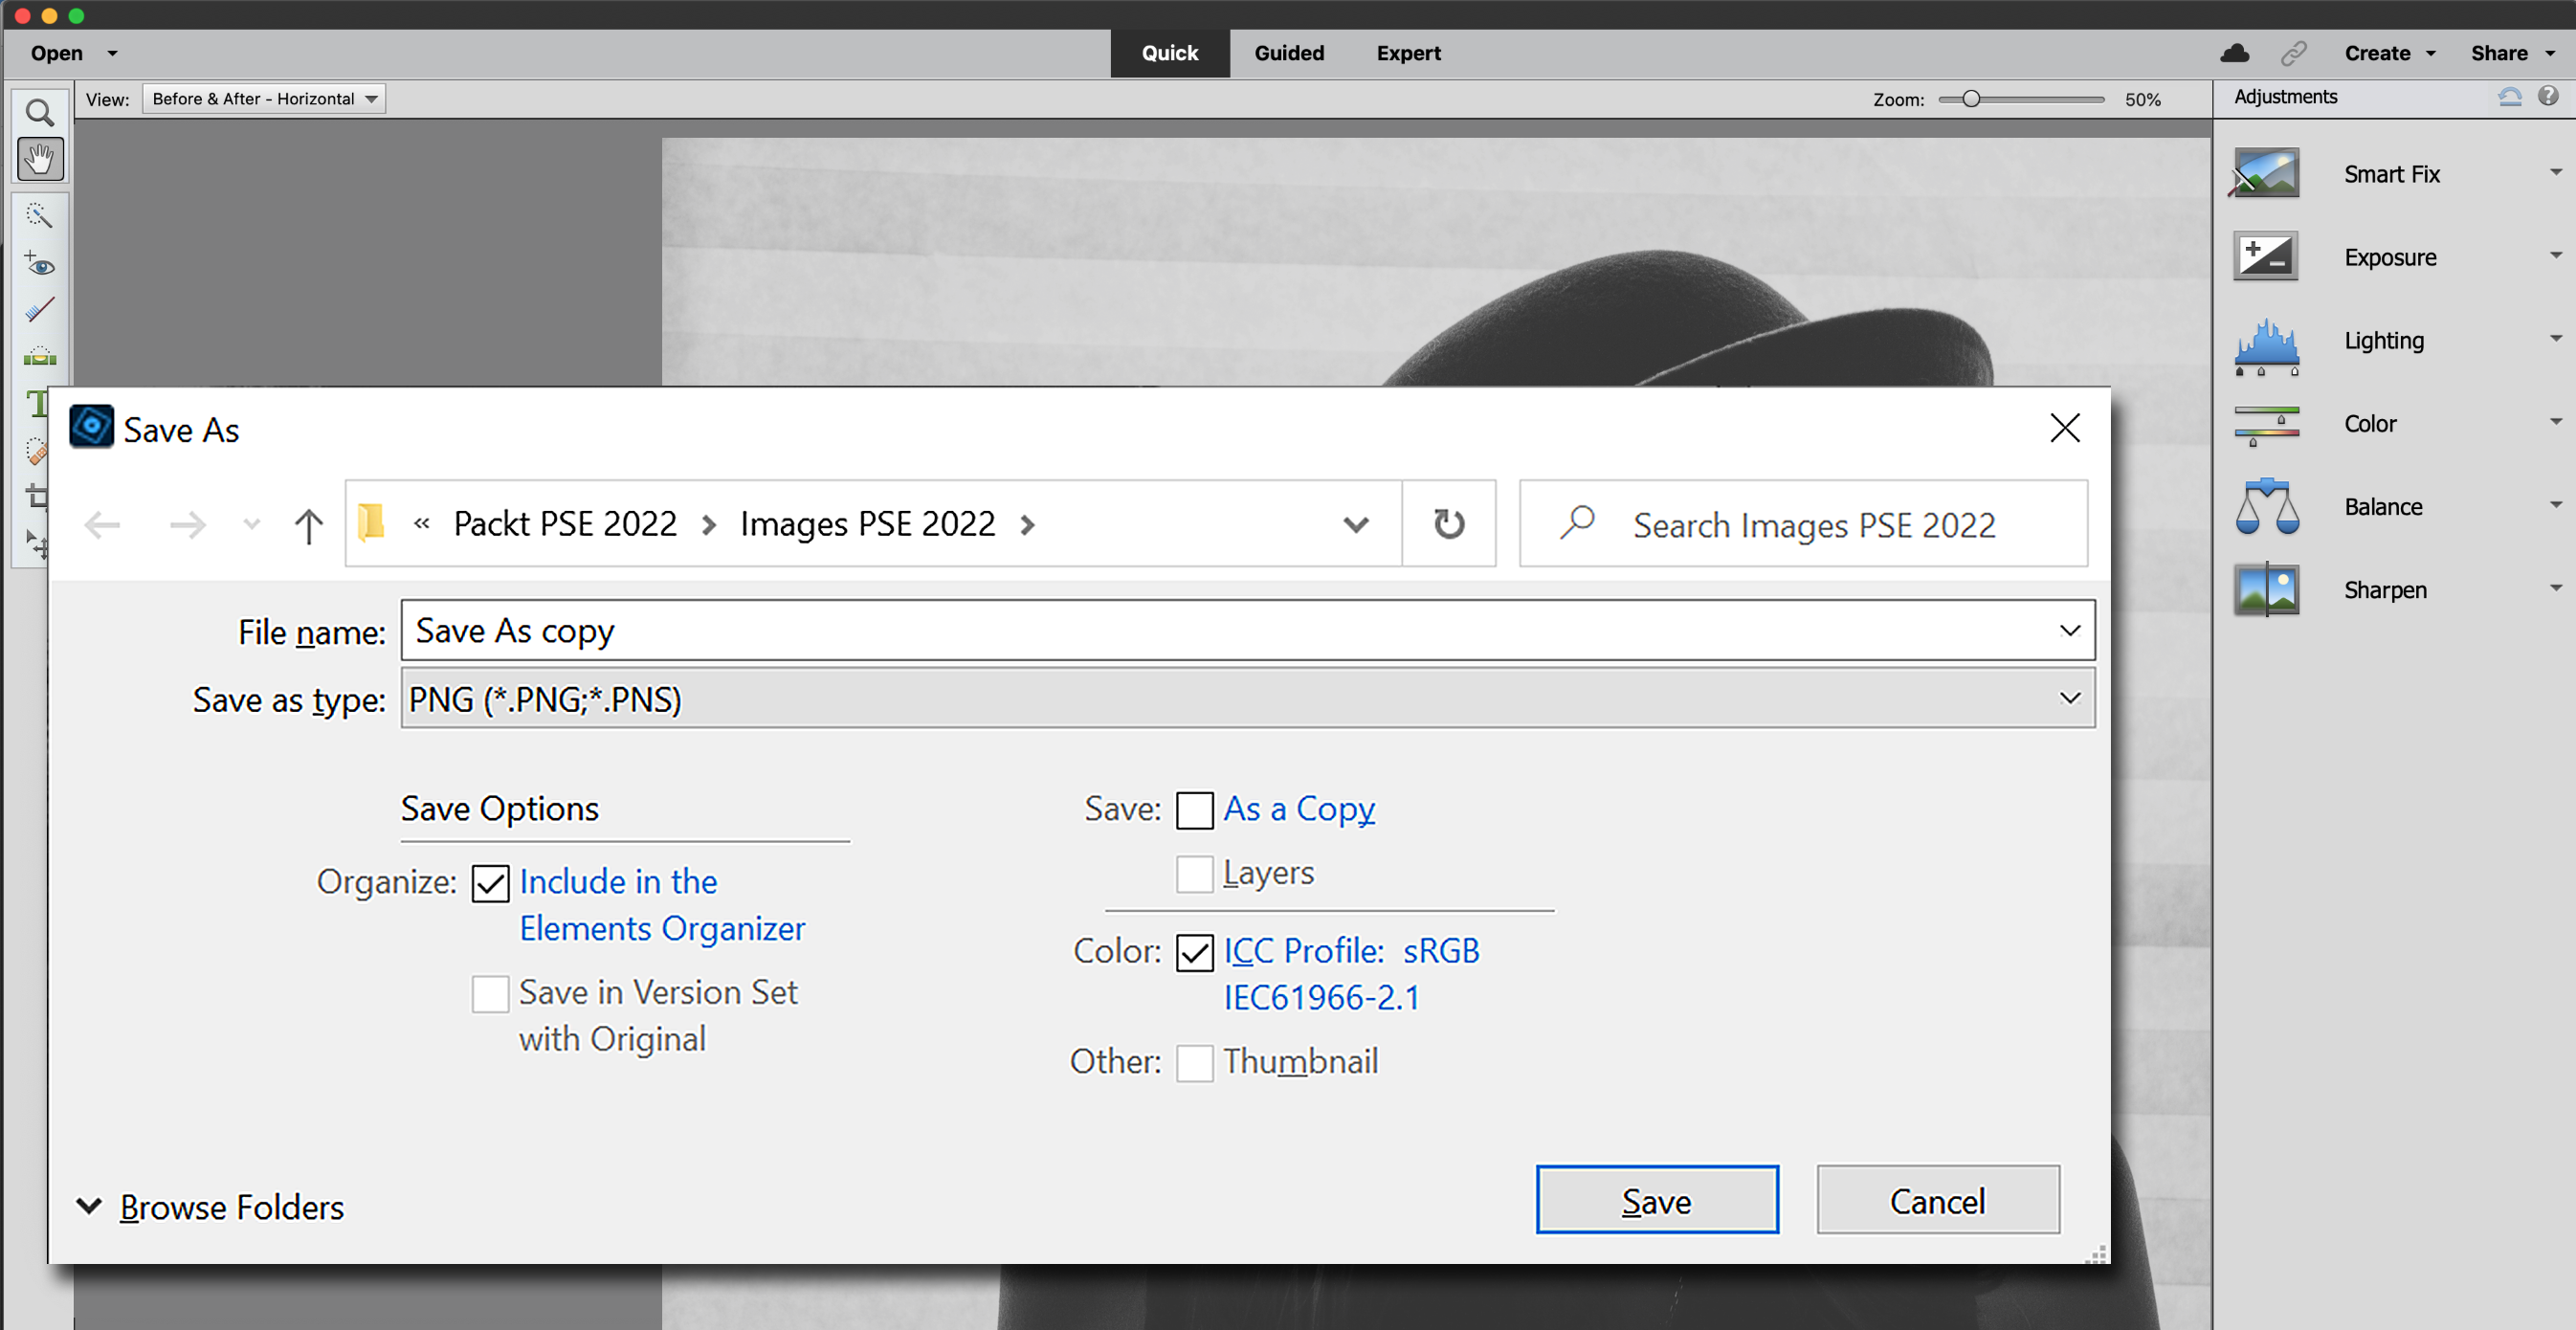 Open
Quick Guided Expert
Create Share
View: Before & After - Horizontal
Zoom: 50%
Adjustments
Smart Fix
Exposure
Lighting
Color
Balance
Sharpen
T
Save As
« Packt PSE 2022 > Images PSE 2022 >
Search Images PSE 2022
File name: Save As copy
Save as type: PNG (*.PNG;*.PNS)
Save Options
Organize: Include in the
Elements Organizer
Save in Version Set
with Original
Save: As a Copy
Layers
Color: ICC Profile: sRGB
IEC61966-2.1
Other: Thumbnail
Browse Folders
Save
Cancel